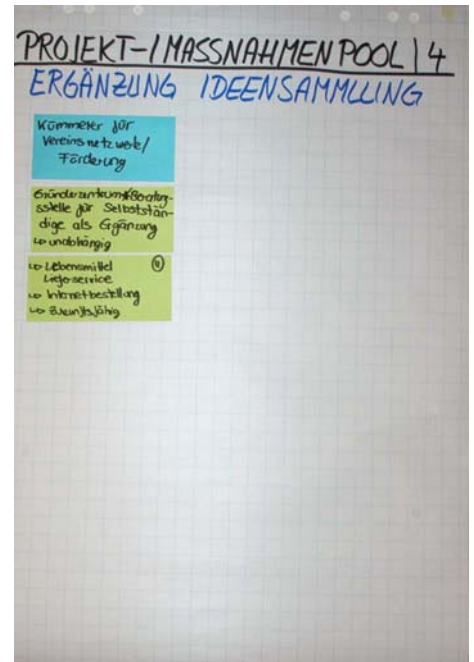 PROJEKT-/MASSNAHMENPOOL | 4
ERGÄNZUNG IDEENSAMMLUNG
Kümmerer für
Vereinsnetzwerk/
Förderung
Gründerzentrum+Beratung-
sstelle für Selbststän-
dige als Ergänzung
↳ unabhängig
↳ Lebensmittel
Lieferservice
↳ Internetbestellung
↳ Zukunftsfähig